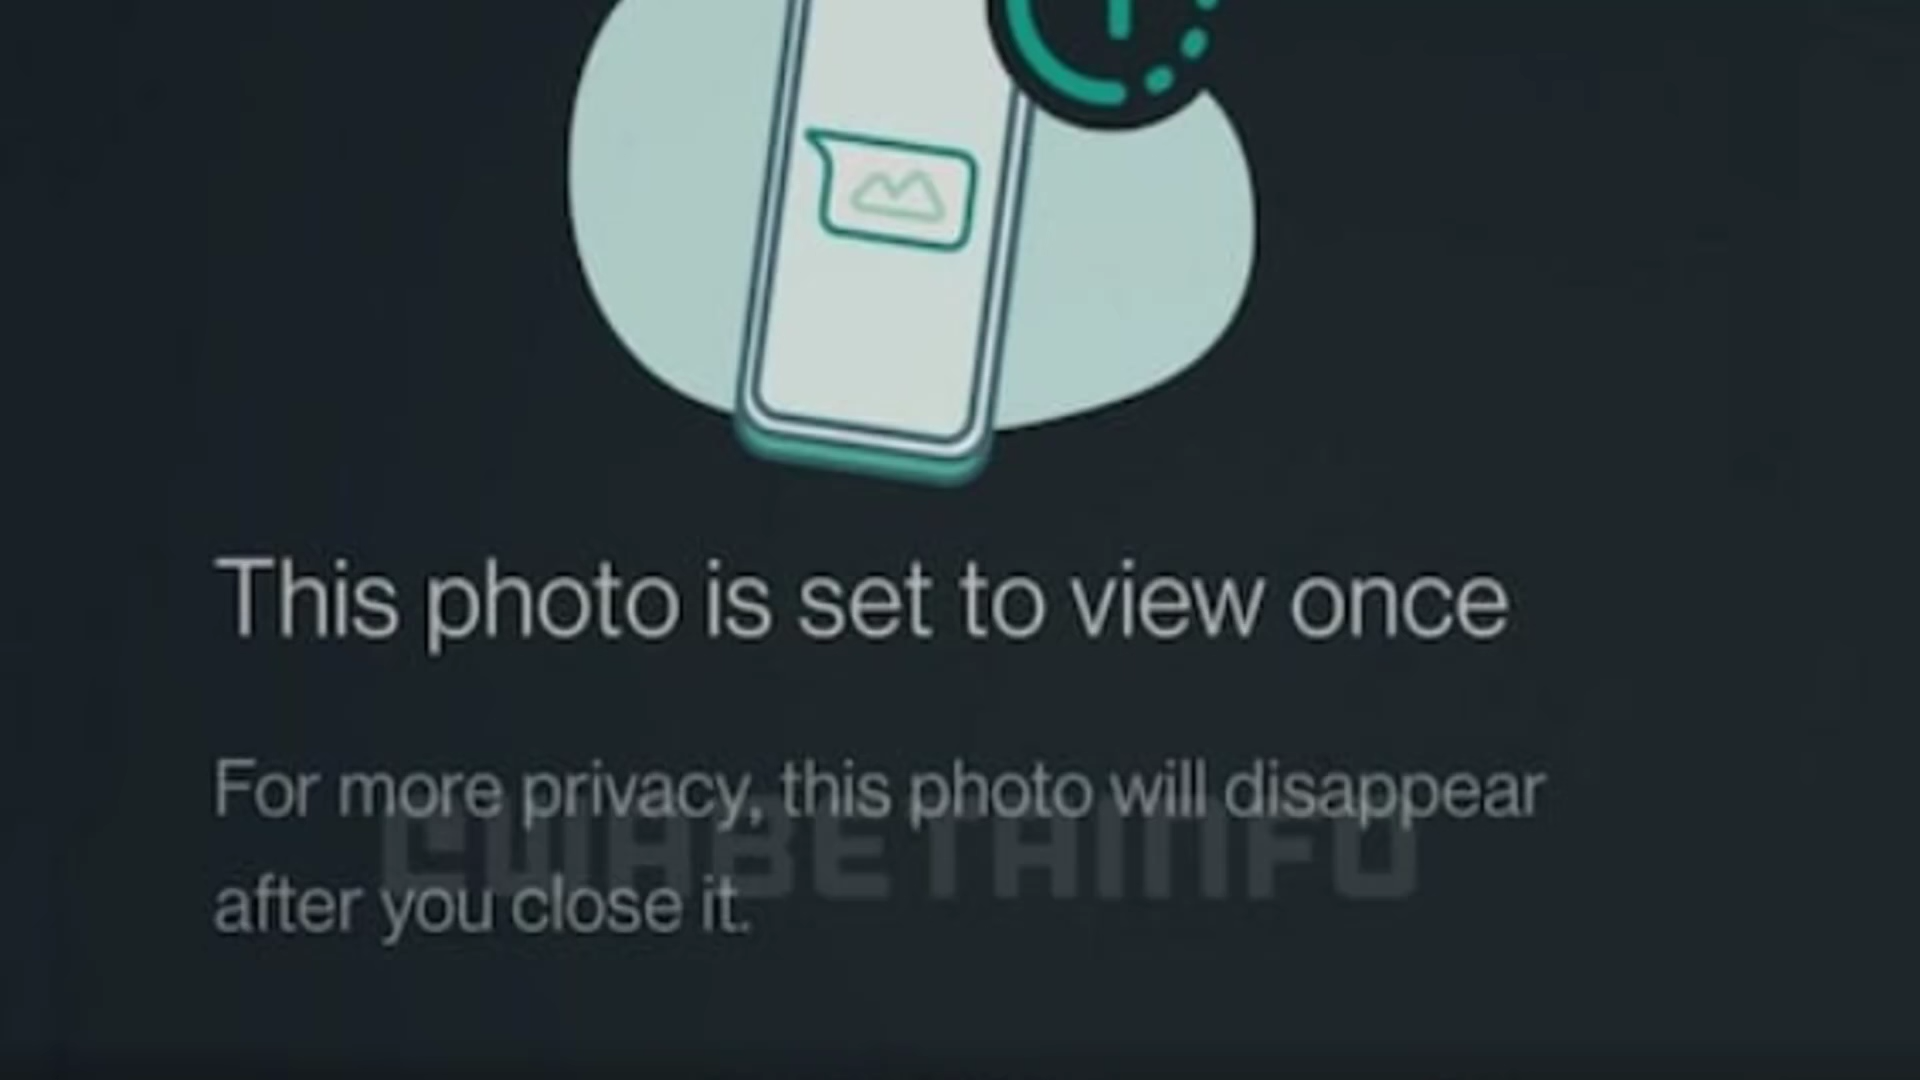 This photo is set to view once
For more privacy, this photo will disappear
after you close it.
WABETAINFO